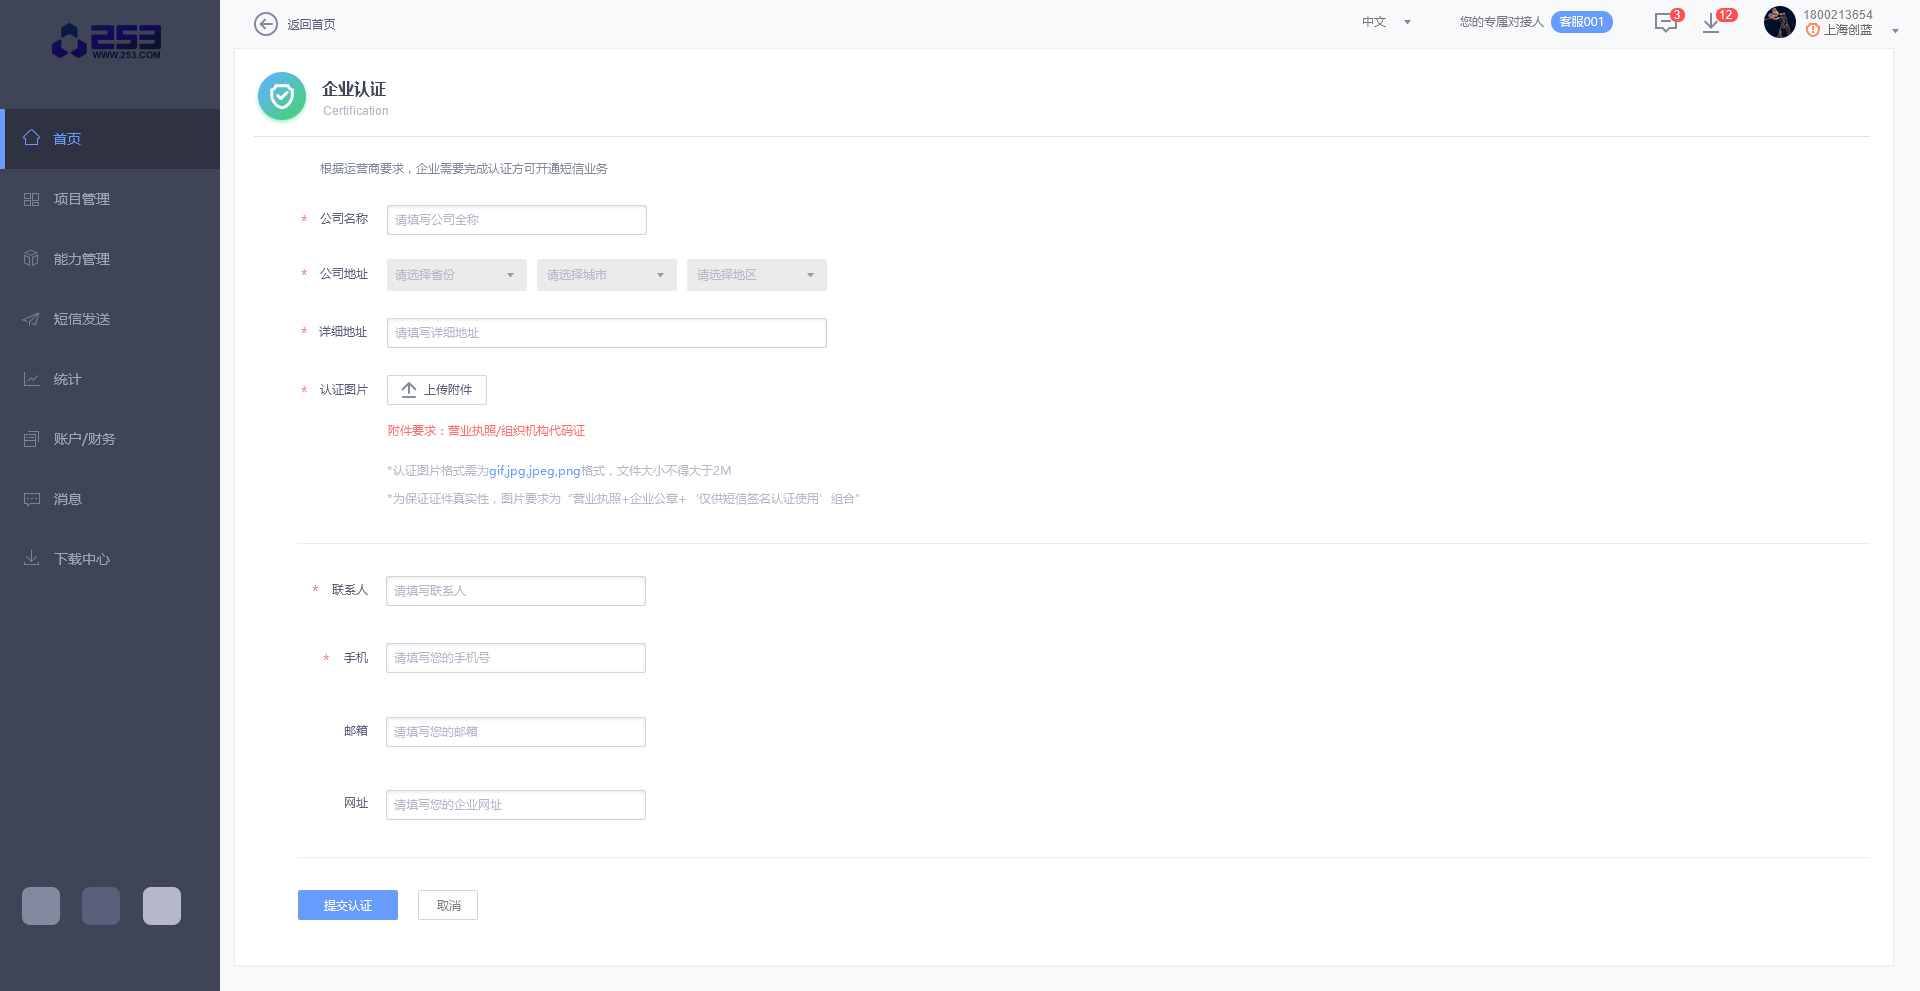 253
WWW.253.COM
首页
项目管理
能力管理
短信发送
统计
账户/财务
消息
下载中心
返回首页
中文
您的专属对接人 客服001
3
12
1800213654
上海创蓝
企业认证
Certification
根据运营商要求，企业需要完成认证方可开通短信业务
* 公司名称 请填写公司全称
* 公司地址 请选择省份 请选择城市 请选择地区
* 详细地址 请填写详细地址
* 认证图片 上传附件
附件要求：营业执照/组织机构代码证
*认证图片格式需为gif,jpg,jpeg,png格式，文件大小不得大于2M
*为保证证件真实性，图片要求为“营业执照+企业公章+‘仅供短信签名认证使用’组合”
* 联系人 请填写联系人
* 手机 请填写您的手机号
邮箱 请填写您的邮箱
网址 请填写您的企业网址
提交认证 取消